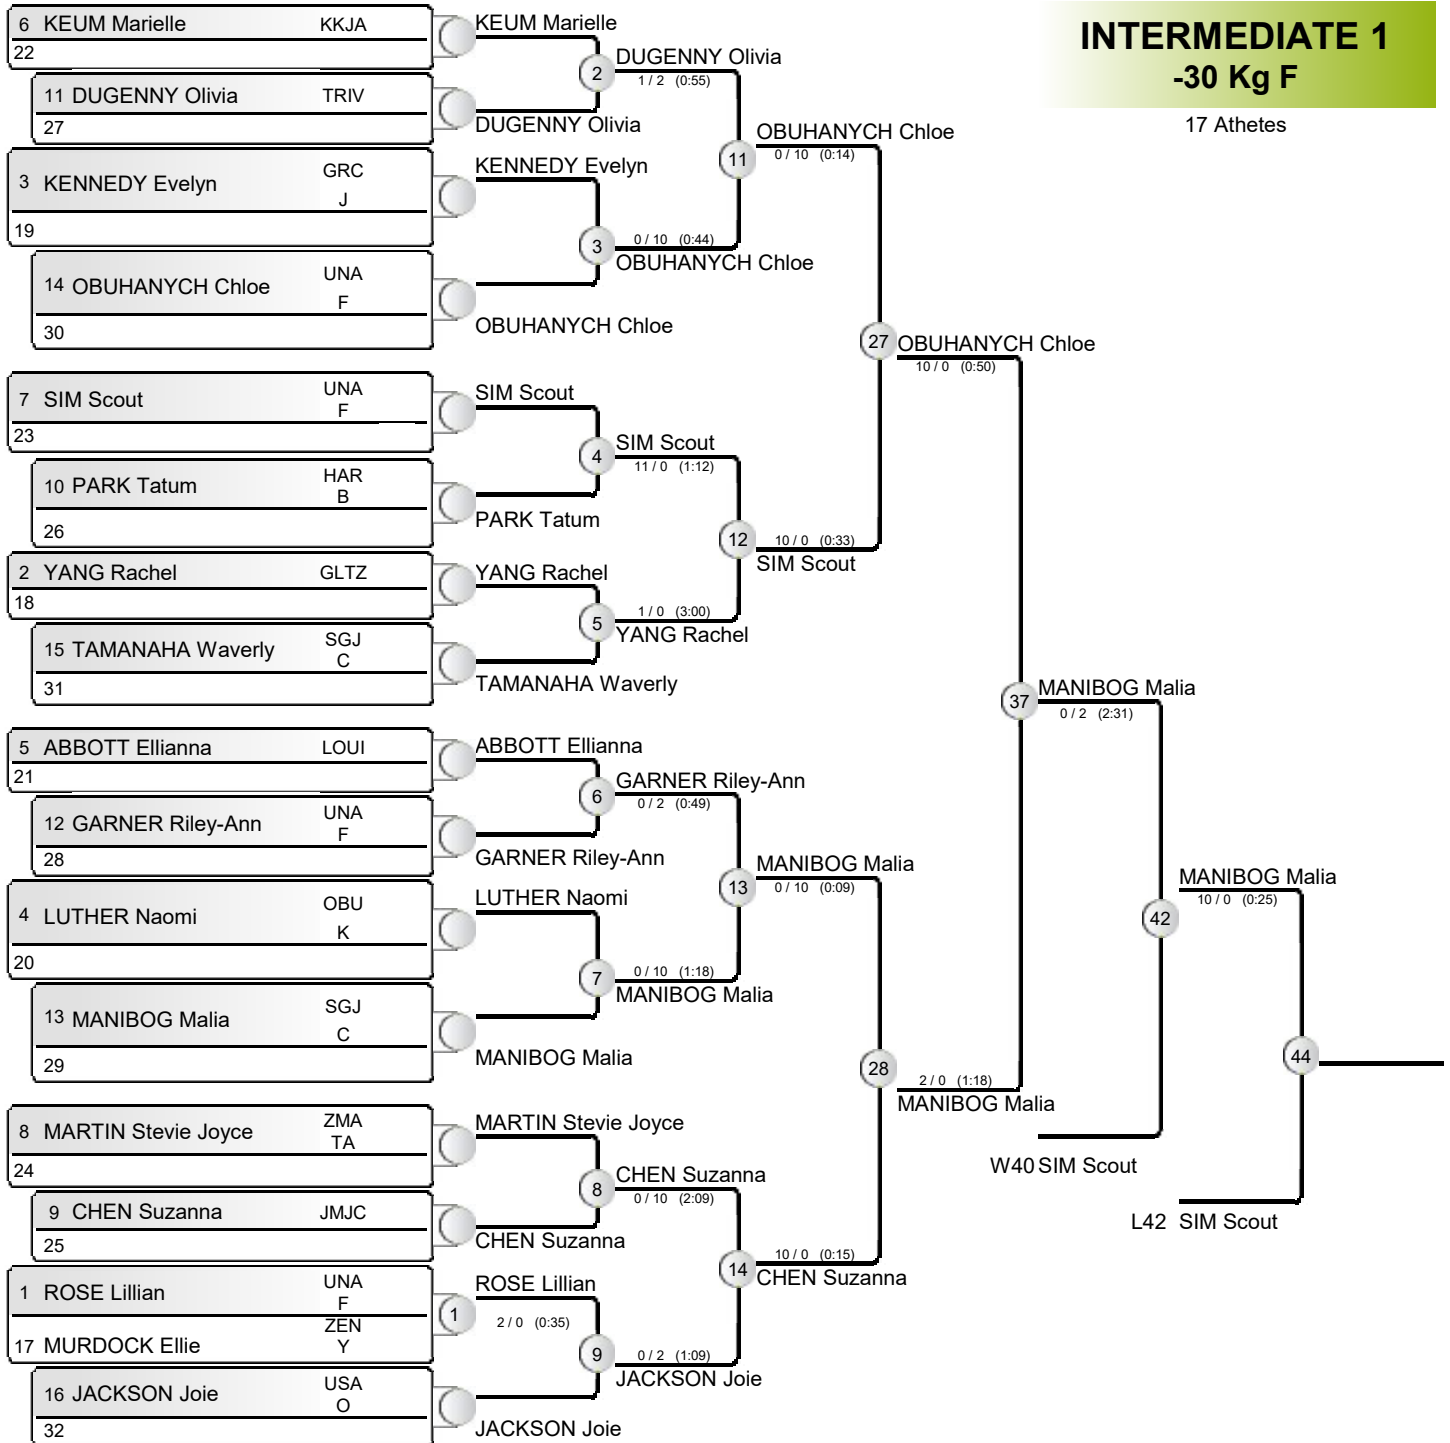 INTERMEDIATE 1
-30 Kg F
17 Athetes
6 KEUM Marielle KKJA
22
11 DUGENNY Olivia TRIV
27
3 KENNEDY Evelyn GRC
J
19
14 OBUHANYCH Chloe UNA
F
30
7 SIM Scout UNA
F
23
10 PARK Tatum HAR
B
26
2 YANG Rachel GLTZ
18
15 TAMANAHA Waverly SGJ
C
31
5 ABBOTT Ellianna LOUI
21
12 GARNER Riley-Ann UNA
F
28
4 LUTHER Naomi OBU
K
20
13 MANIBOG Malia SGJ
C
29
8 MARTIN Stevie Joyce ZMA
TA
24
9 CHEN Suzanna JMJC
25
1 ROSE Lillian UNA
F
17 MURDOCK Ellie ZEN
Y
16 JACKSON Joie USA
O
32
KEUM Marielle
2
DUGENNY Olivia
KENNEDY Evelyn
3
OBUHANYCH Chloe
SIM Scout
4
PARK Tatum
YANG Rachel
5
TAMANAHA Waverly
ABBOTT Ellianna
6
GARNER Riley-Ann
LUTHER Naomi
7
MANIBOG Malia
MARTIN Stevie Joyce
8
CHEN Suzanna
1
ROSE Lillian
2 / 0 (0:35)
9
JACKSON Joie
DUGENNY Olivia
1 / 2 (0:55)
11
0 / 10 (0:44)
OBUHANYCH Chloe
SIM Scout
11 / 0 (1:12)
12
1 / 0 (3:00)
YANG Rachel
GARNER Riley-Ann
0 / 2 (0:49)
13
0 / 10 (1:18)
MANIBOG Malia
CHEN Suzanna
0 / 10 (2:09)
14
0 / 2 (1:09)
JACKSON Joie
OBUHANYCH Chloe
0 / 10 (0:14)
27
10 / 0 (0:33)
SIM Scout
MANIBOG Malia
0 / 10 (0:09)
28
10 / 0 (0:15)
CHEN Suzanna
OBUHANYCH Chloe
10 / 0 (0:50)
37
2 / 0 (1:18)
MANIBOG Malia
MANIBOG Malia
0 / 2 (2:31)
42
W40 SIM Scout
MANIBOG Malia
10 / 0 (0:25)
44
L42 SIM Scout